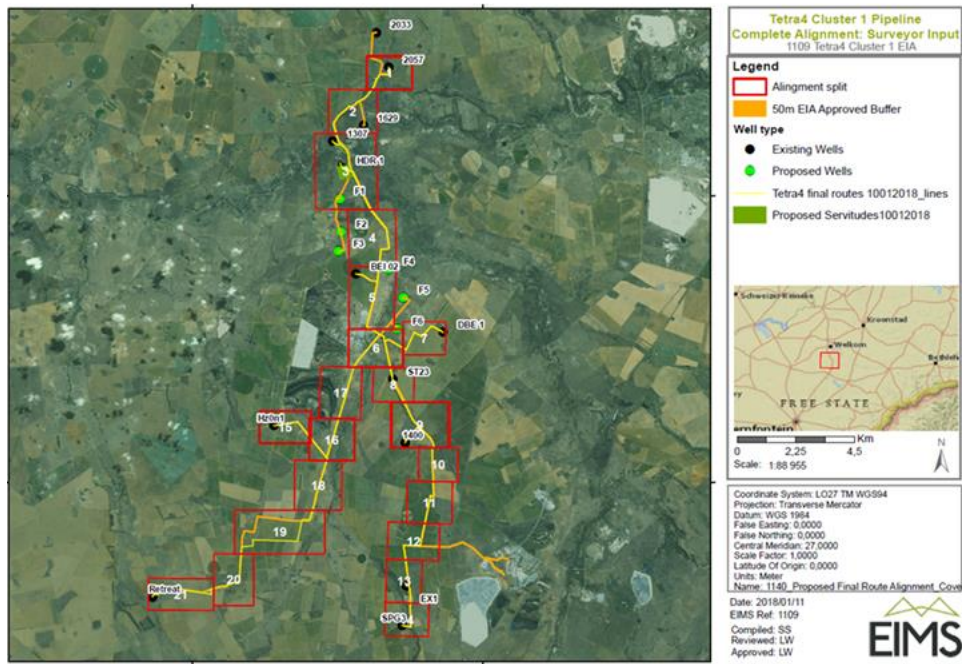 Tetra4 Cluster 1 Pipeline
Complete Alignment: Surveyor Input
1109 Tetra4 Cluster 1 EIA
Legend
Alingment split
50m EIA Approved Buffer
Well type
Existing Wells
Proposed Wells
Tetra4 final routes 10012018_lines
Proposed Servitudes10012018
2033
2057
1
2
1629
1307
HDR 1
3
F1
F2
4
F3
F4
BEI 02
5
F5
F6
DBE 1
6
7
ST23
8
17
Hz0n1
15
9
1400
16
10
18
11
19
12
20
13
Retreat
21
EX1
SPG3
Welkom
Kroonstad
FREE STATE
0
2,25
4,5
Km
N
Scale: 1:88 955
Coordinate System: LO27 TM WGS94
Projection: Transverse Mercator
Datum: WGS 1984
False Easting: 0,0000
False Northing: 0,0000
Central Meridian: 27,0000
Scale Factor: 1,0000
Latitude Of Origin: 0,0000
Units: Meter
Name: 1140_Proposed Final Route Alignment_Cove
Date: 2018/01/11
EIMS Ref: 1109
Compiled: SS
Reviewed: LW
Approved: LW
EIMS